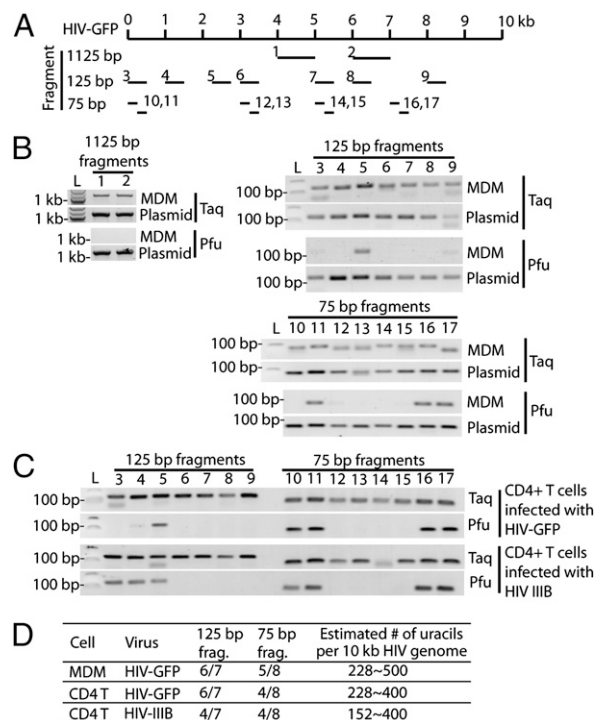 A
HIV-GFP 0 1 2 3 4 5 6 7 8 9 10 kb
Fragment
1125 bp 1 2
125 bp 3 4 5 6 7 8 9
75 bp 10,11 12,13 14,15 16,17
B
1125 bp
fragments
L 1 2
1 kb- MDM
1 kb- Plasmid
Taq
1 kb- MDM
1 kb- Plasmid
Pfu
125 bp fragments
L 3 4 5 6 7 8 9
100 bp MDM
100 bp Plasmid
Taq
100 bp MDM
100 bp Plasmid
Pfu
75 bp fragments
L 10 11 12 13 14 15 16 17
100 bp MDM
100 bp Plasmid
Taq
100 bp MDM
100 bp Plasmid
Pfu
C
125 bp fragments 75 bp fragments
L 3 4 5 6 7 8 9 10 11 12 13 14 15 16 17
100 bp Taq
100 bp Pfu
CD4+ T cells
infected with
HIV-GFP
100 bp Taq
100 bp Pfu
CD4+ T cells
infected with
HIV IIIB
D
Cell Virus 125 bp frag. 75 bp frag. Estimated # of uracils per 10 kb HIV genome
MDM HIV-GFP 6/7 5/8 228~500
CD4 T HIV-GFP 6/7 4/8 228~400
CD4 T HIV-IIIB 4/7 4/8 152~400